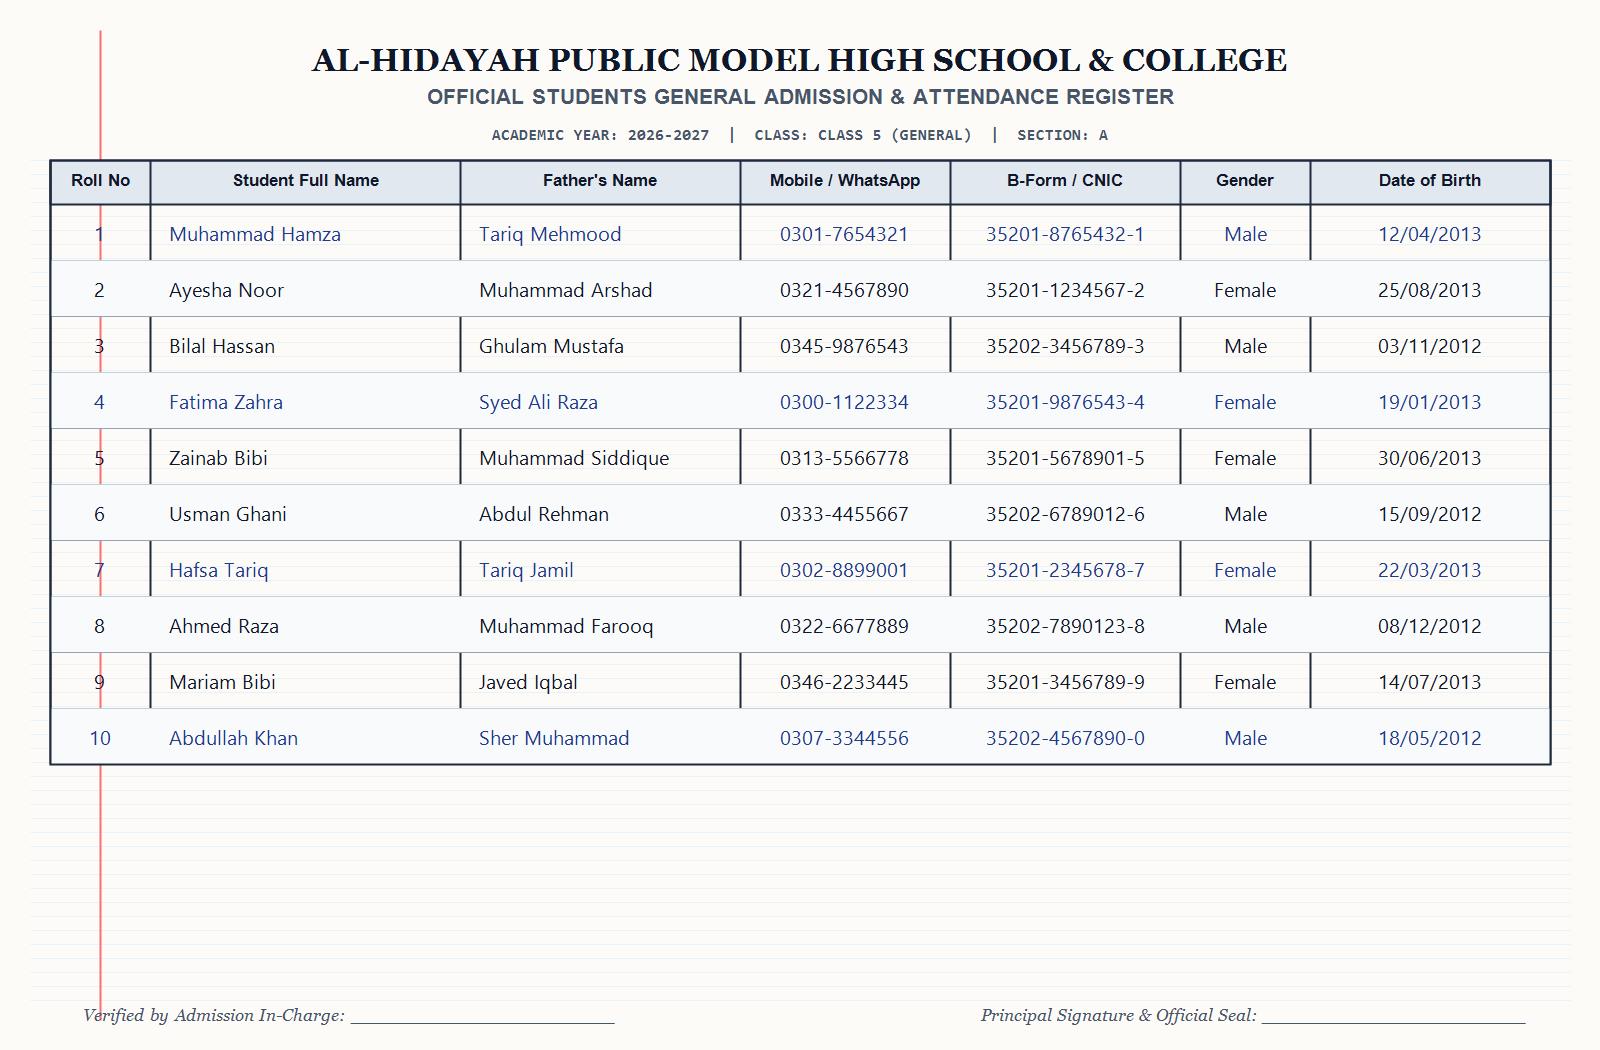 AL-HIDAYAH PUBLIC MODEL HIGH SCHOOL & COLLEGE
OFFICIAL STUDENTS GENERAL ADMISSION & ATTENDANCE REGISTER
ACADEMIC YEAR: 2026-2027 | CLASS: CLASS 5 (GENERAL) | SECTION: A
Roll No Student Full Name Father's Name Mobile / WhatsApp B-Form / CNIC Gender Date of Birth
1 Muhammad Hamza Tariq Mehmood 0301-7654321 35201-8765432-1 Male 12/04/2013
2 Ayesha Noor Muhammad Arshad 0321-4567890 35201-1234567-2 Female 25/08/2013
3 Bilal Hassan Ghulam Mustafa 0345-9876543 35202-3456789-3 Male 03/11/2012
4 Fatima Zahra Syed Ali Raza 0300-1122334 35201-9876543-4 Female 19/01/2013
5 Zainab Bibi Muhammad Siddique 0313-5566778 35201-5678901-5 Female 30/06/2013
6 Usman Ghani Abdul Rehman 0333-4455667 35202-6789012-6 Male 15/09/2012
7 Hafsa Tariq Tariq Jamil 0302-8899001 35201-2345678-7 Female 22/03/2013
8 Ahmed Raza Muhammad Farooq 0322-6677889 35202-7890123-8 Male 08/12/2012
9 Mariam Bibi Javed Iqbal 0346-2233445 35201-3456789-9 Female 14/07/2013
10 Abdullah Khan Sher Muhammad 0307-3344556 35202-4567890-0 Male 18/05/2012
Verified by Admission In-Charge: ________________________ Principal Signature & Official Seal: ________________________